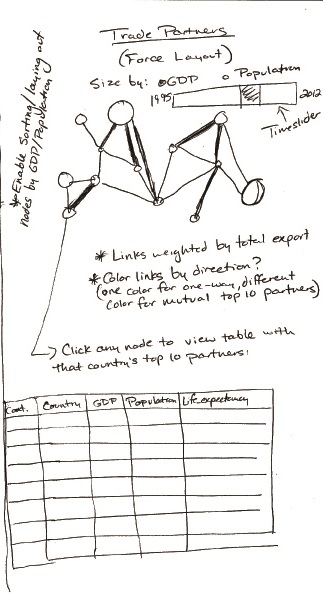 Trade Partners
(Force Layout)
Size by: GDP Population
1995 2012
Timeslider
* Enable Sorting/laying out
nodes by GDP/Population
* Links weighted by total export
* Color links by direction?
(one color for one-way, different
color for mutual top 10 partners)
Click any node to view table with
that country's top 10 partners:
Cont. Country GDP Population Life expectancy